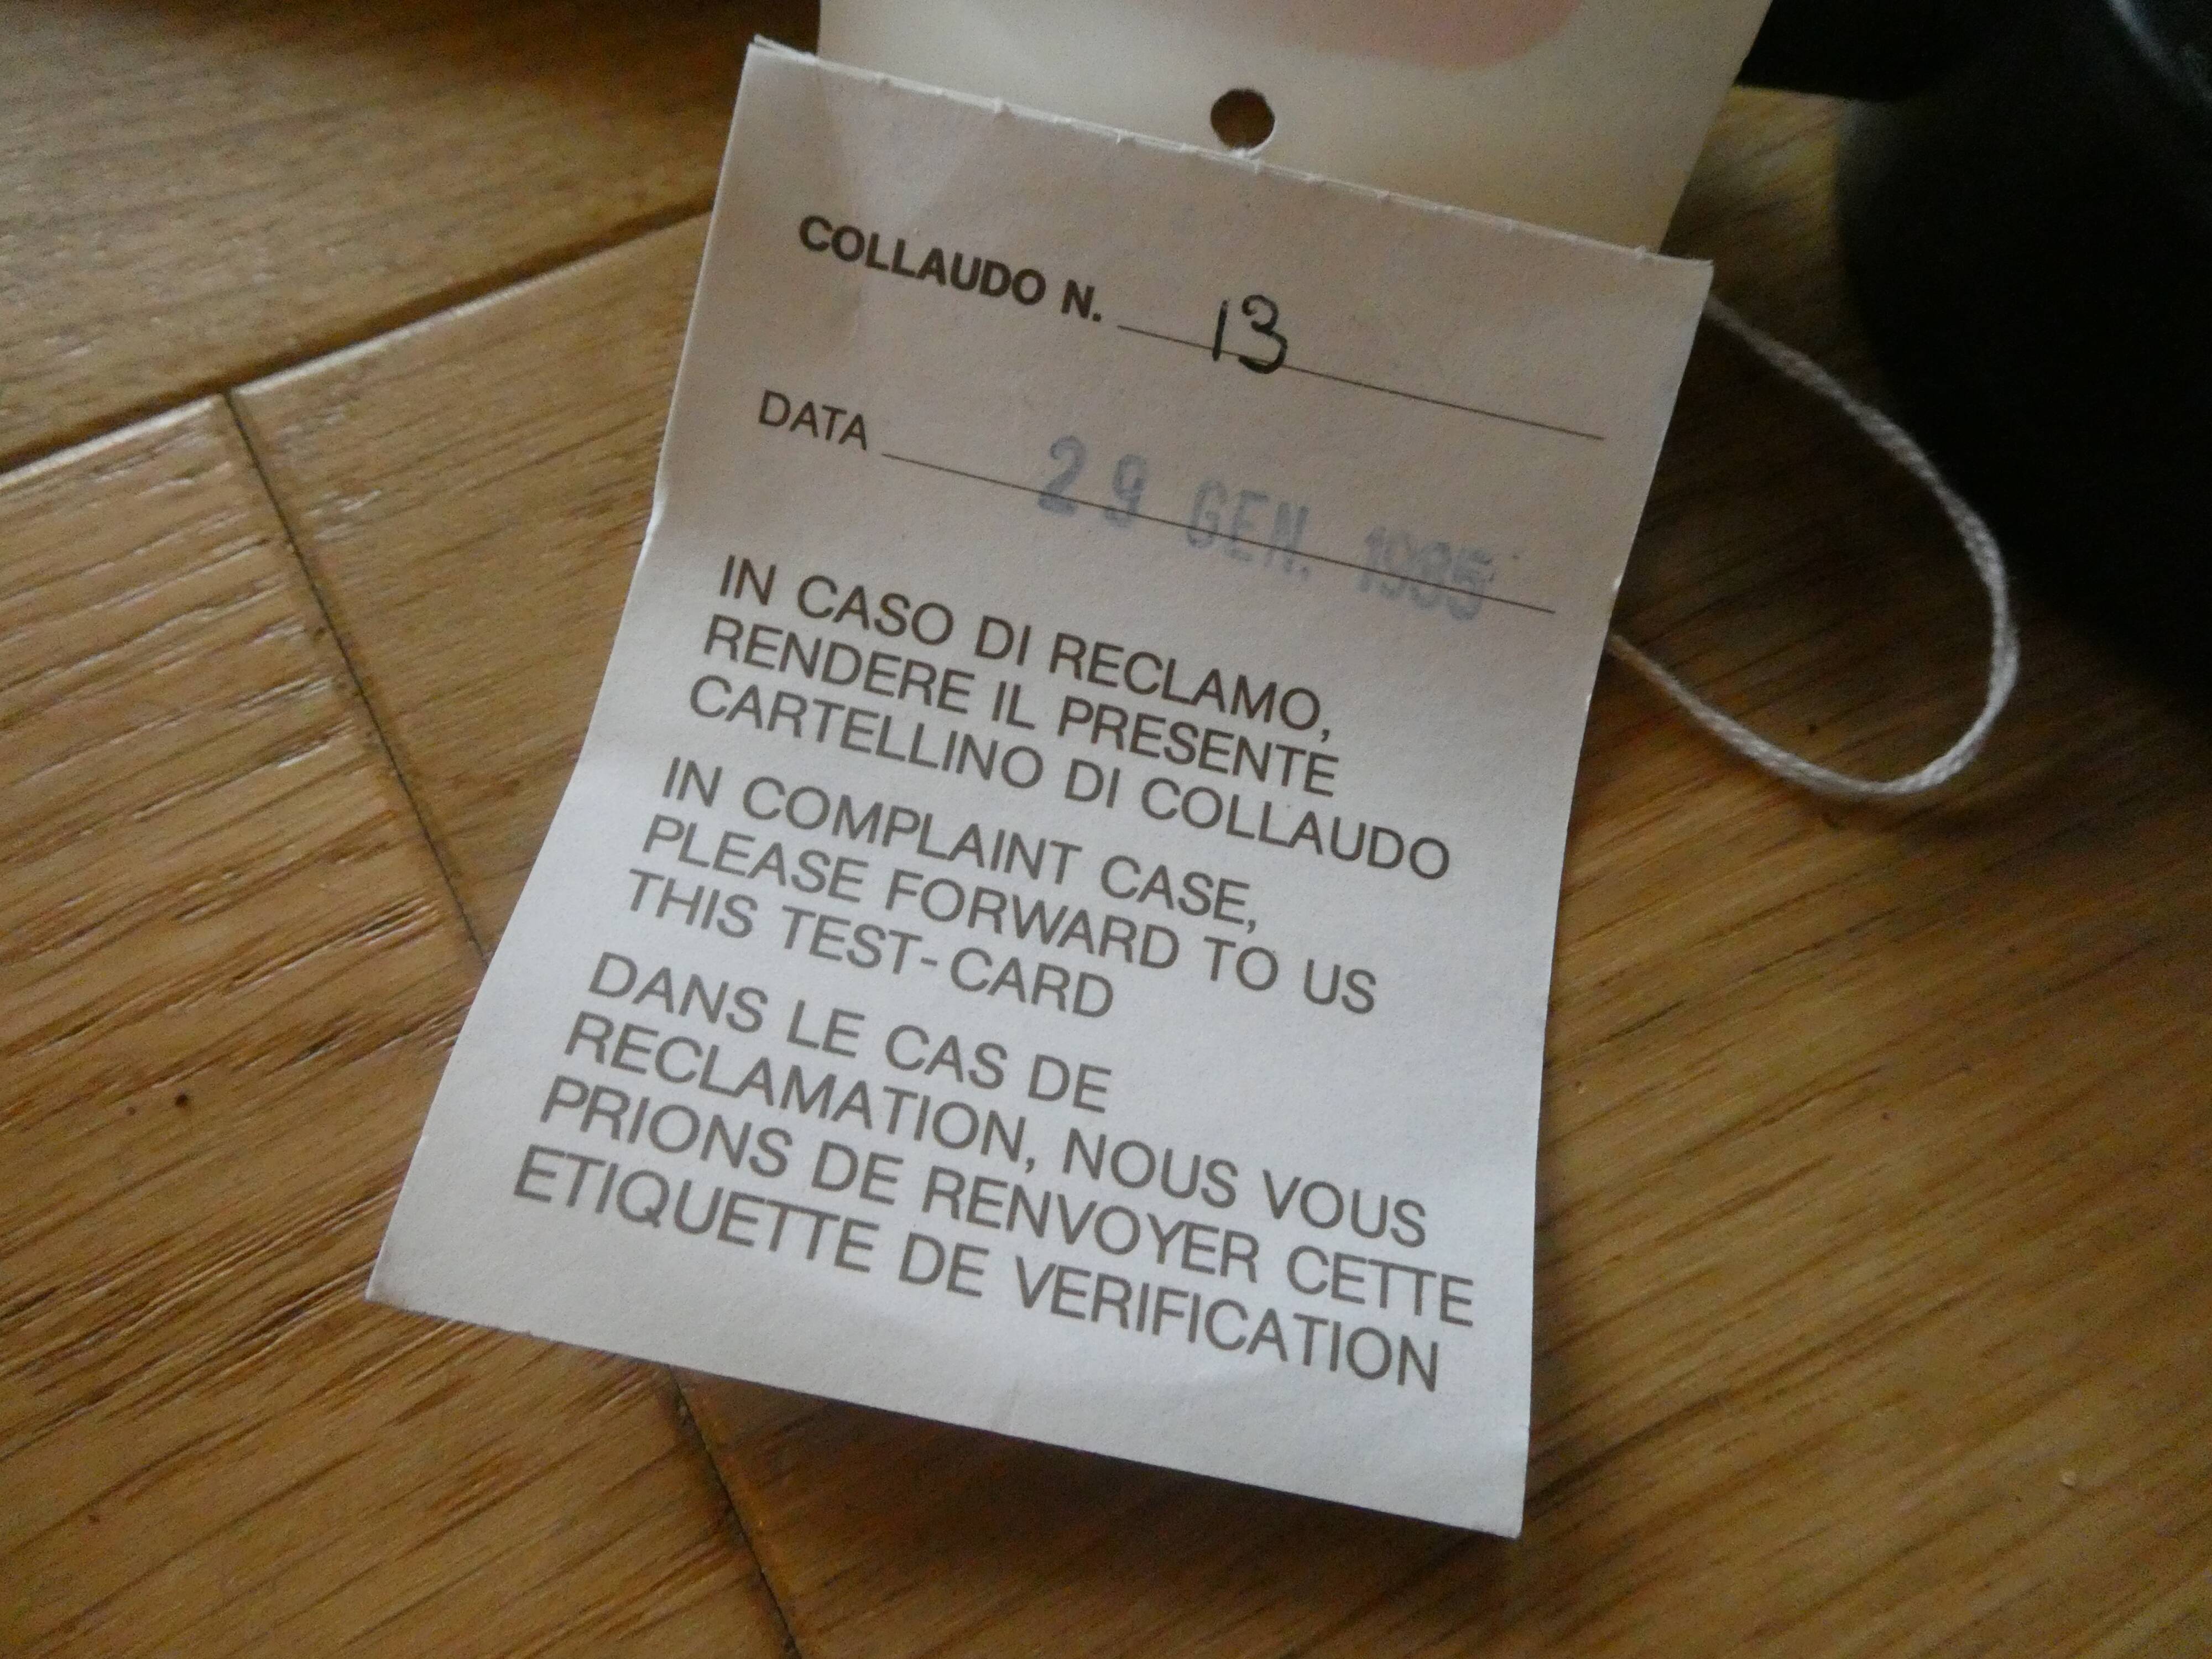 COLLAUDO N. 13
DATA 29 GEN. 1985
IN CASO DI RECLAMO,
RENDERE IL PRESENTE
CARTELLINO DI COLLAUDO
IN COMPLAINT CASE,
PLEASE FORWARD TO US
THIS TEST-CARD
DANS LE CAS DE
RECLAMATION, NOUS VOUS
PRIONS DE RENVOYER CETTE
ETIQUETTE DE VERIFICATION